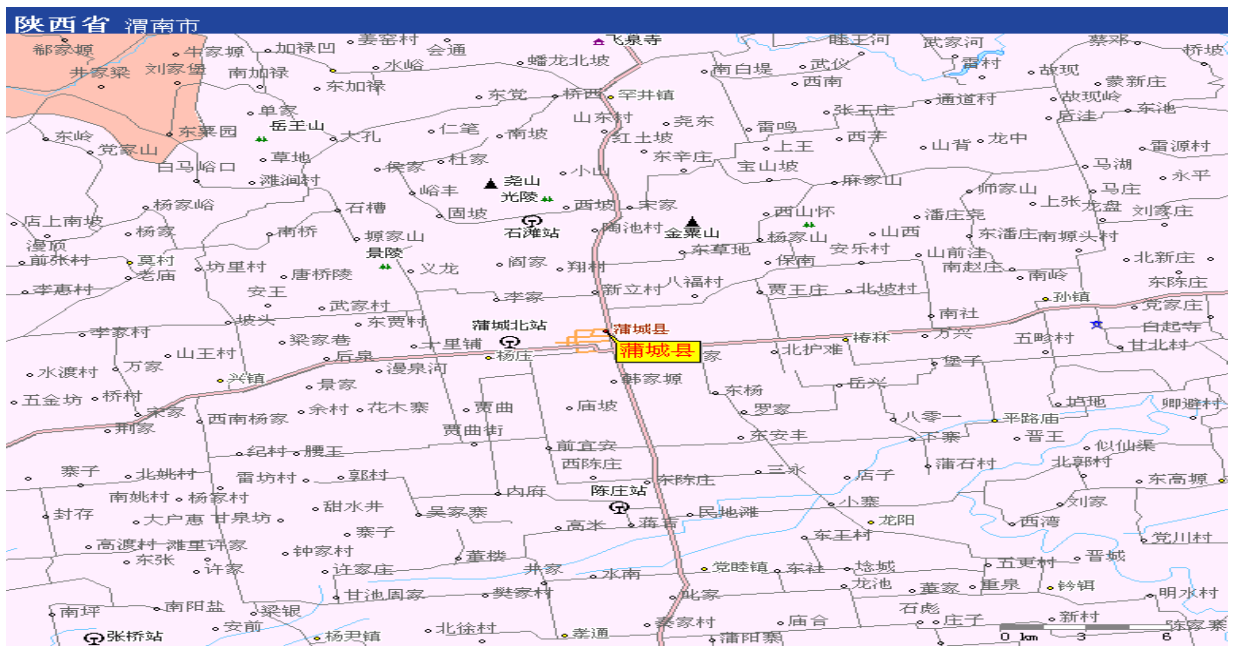 陕西省 渭南市
郗家塬 牛家塬 加禄凹 姜窑村 会通 飞泉寺 睦王河 武家河 蔡邓 桥坡
井家梁 刘家堡 南加禄 水峪 蟠龙北坡 南白堤 武仪 雷村 故现
东加禄 东党 桥西 罕井镇 西南 蒙新庄
单家 山东村 尧东 张王庄 通道村 故现岭 东池
东岭 东粟园 岳王山 大孔 仁笔 南坡 红土坡 雷鸣 西芋 龙中 后洼
党家山 草地 杜家 东辛庄 上王 山背 雷源村
白马峪口 侯家 小山 宝山坡 马湖 永平
滩涧村 峪丰 尧山 麻家山 师家山 马庄
杨家峪 石槽 固坡 光陵 西坡 宋家 西山怀 潘庄尧 上张龙盘 刘家庄
店上南坡 杨家 南桥 塬家山 石滩站 陶池村 金粟山 杨家山 山西 东潘庄 南塬头村
景陵 东草地 安乐村 山前洼
前张村 莫村 坊里村 唐桥陵 义龙 阎家 翔村 保南 南赵庄 北新庄
老庙 八福村 南岭 东陈庄
李惠村 安王 武家村 李家 新立村 贾王庄 北坡村 孙镇 党家庄
坡头 东贾村 蒲城北站 蒲城县 南社 白起寺
李家村 梁家巷 十里铺 椿林 万兴 五畛村 甘北村
山王村 后泉 杨庄 蒲城县 家 北护难
水渡村 万家 兴镇 景家 漫泉河 韩家塬 东杨 岳兴 堡子
五金坊 桥村 宋家 西南杨家 余村 花木寨 贾曲 庙坡 罗家 八零一 平路庙 垆地 卿避村
荆家 贾曲街 东安丰 下寨 晋王 似仙渠
纪村 腰王 前宜安 蒲石村 北郭村
寨子 北姚村 雷坊村 郭村 西陈庄 东陈庄 三永 店子 东高塬
南姚村 杨家村 甜水井 内府 陈庄站 小寨 刘家
封存 大户惠 甘泉坊 吴家寨 高米 蒋吉 民地滩 龙阳 西湾
寨子 东王村 党川村
高渡村 滩里许家 钟家村 董楼 晋城
东张 许家 许家庄 井家 水南 党睦镇 东社 埝城 五更村
甘池周家 樊家村 北家 龙池 董家 重泉 钤铒 明水村
南坪 南阳盐 梁银 石彪
安前 北徐村 秦家村 庙合 庄子 新村 陈家寨
张桥站 杨尹镇 孝通 蒲阳寨
0 km 3 6